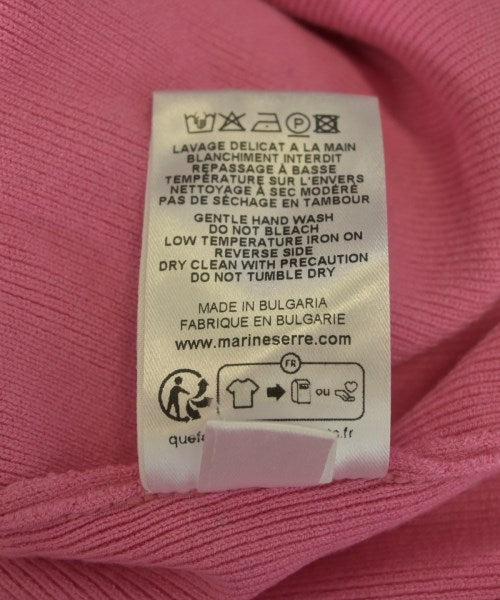 P
LAVAGE DELICAT A LA MAIN
BLANCHIMENT INTERDIT
REPASSAGE À BASSE
TEMPÉRATURE SUR L'ENVERS
NETTOYAGE À SEC MODÉRÉ
PAS DE SÈCHAGE EN TAMBOUR
GENTLE HAND WASH
DO NOT BLEACH
LOW TEMPERATURE IRON ON
REVERSE SIDE
DRY CLEAN WITH PRECAUTION
DO NOT TUMBLE DRY
MADE IN BULGARIA
FABRIQUE EN BULGARIE
www.marineserre.com
FR
ou